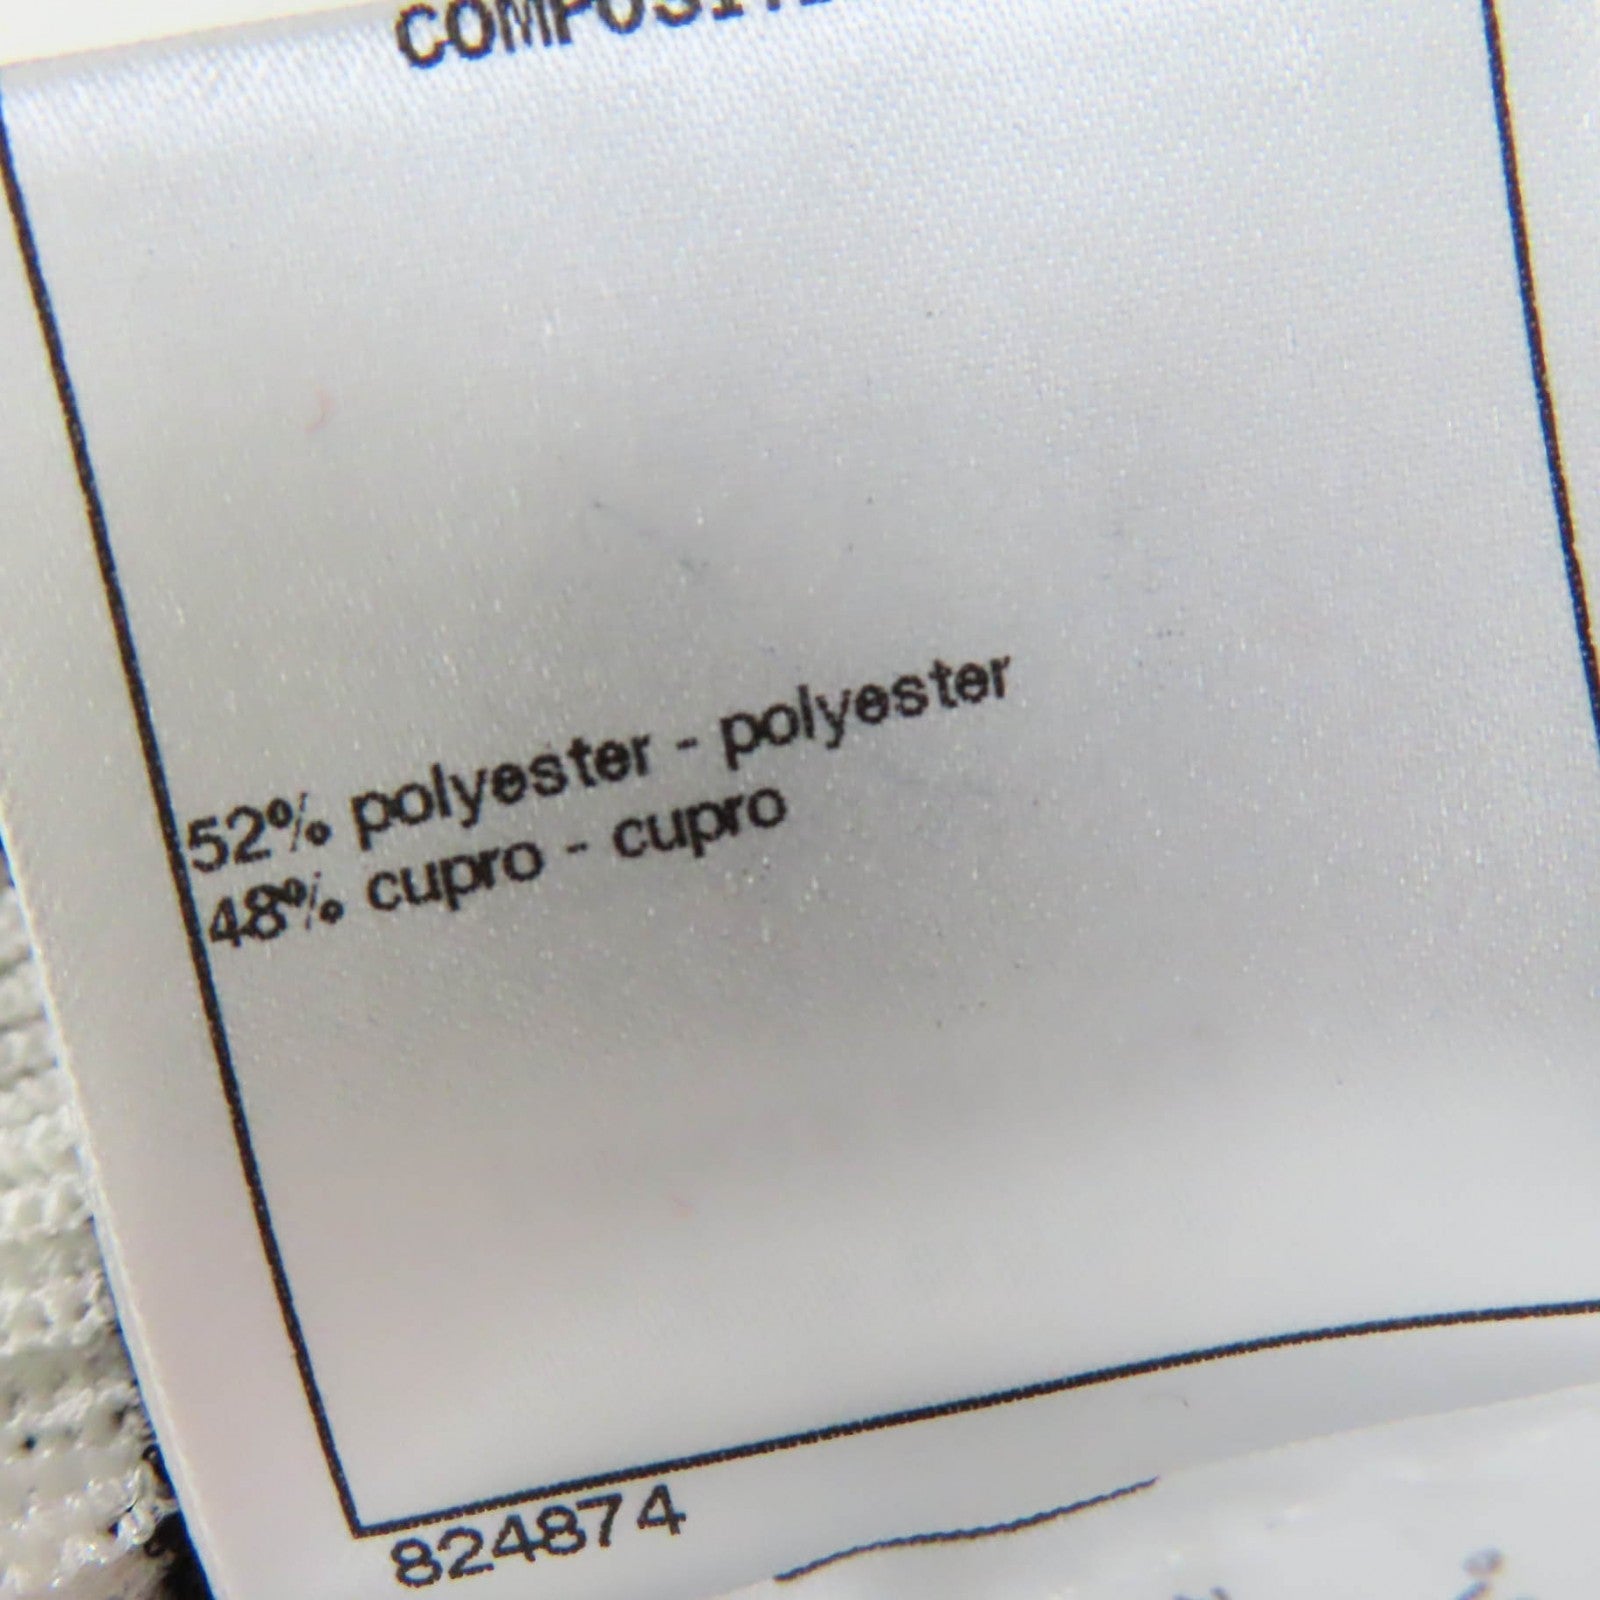 52% polyester - polyester
48% cupro - cupro
824874